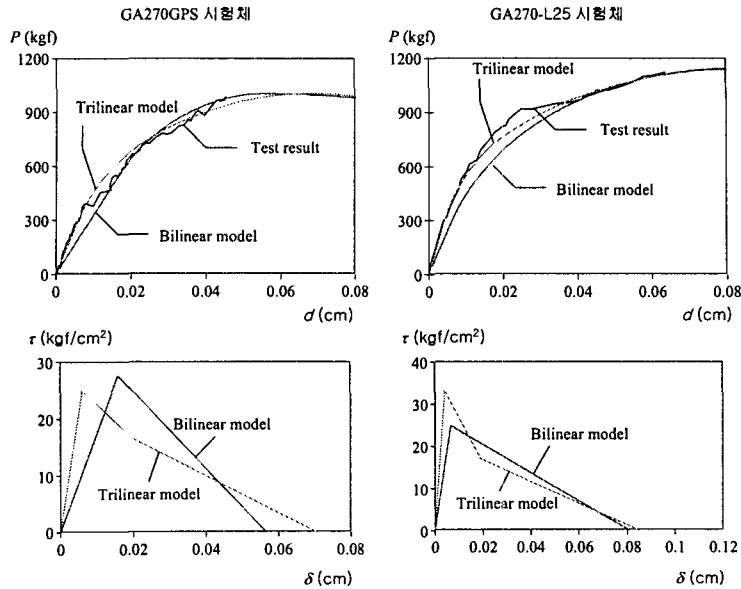 GA270GPS 시험체
P (kgf)
1200
900
600
300
0
Trilinear model
Test result
Bilinear model
0
0.02
0.04
0.06
0.08
d (cm)
GA270-L25 시험체
P (kgf)
1200
900
600
300
0
Trilinear model
Test result
Bilinear model
0
0.02
0.04
0.06
0.08
d (cm)
τ (kgf/cm²)
30
20
10
0
Bilinear model
Trilinear model
0
0.02
0.04
0.06
0.08
δ (cm)
τ (kgf/cm²)
40
30
20
10
0
Bilinear model
Trilinear model
0
0.02
0.04
0.06
0.08
0.1
0.12
δ (cm)